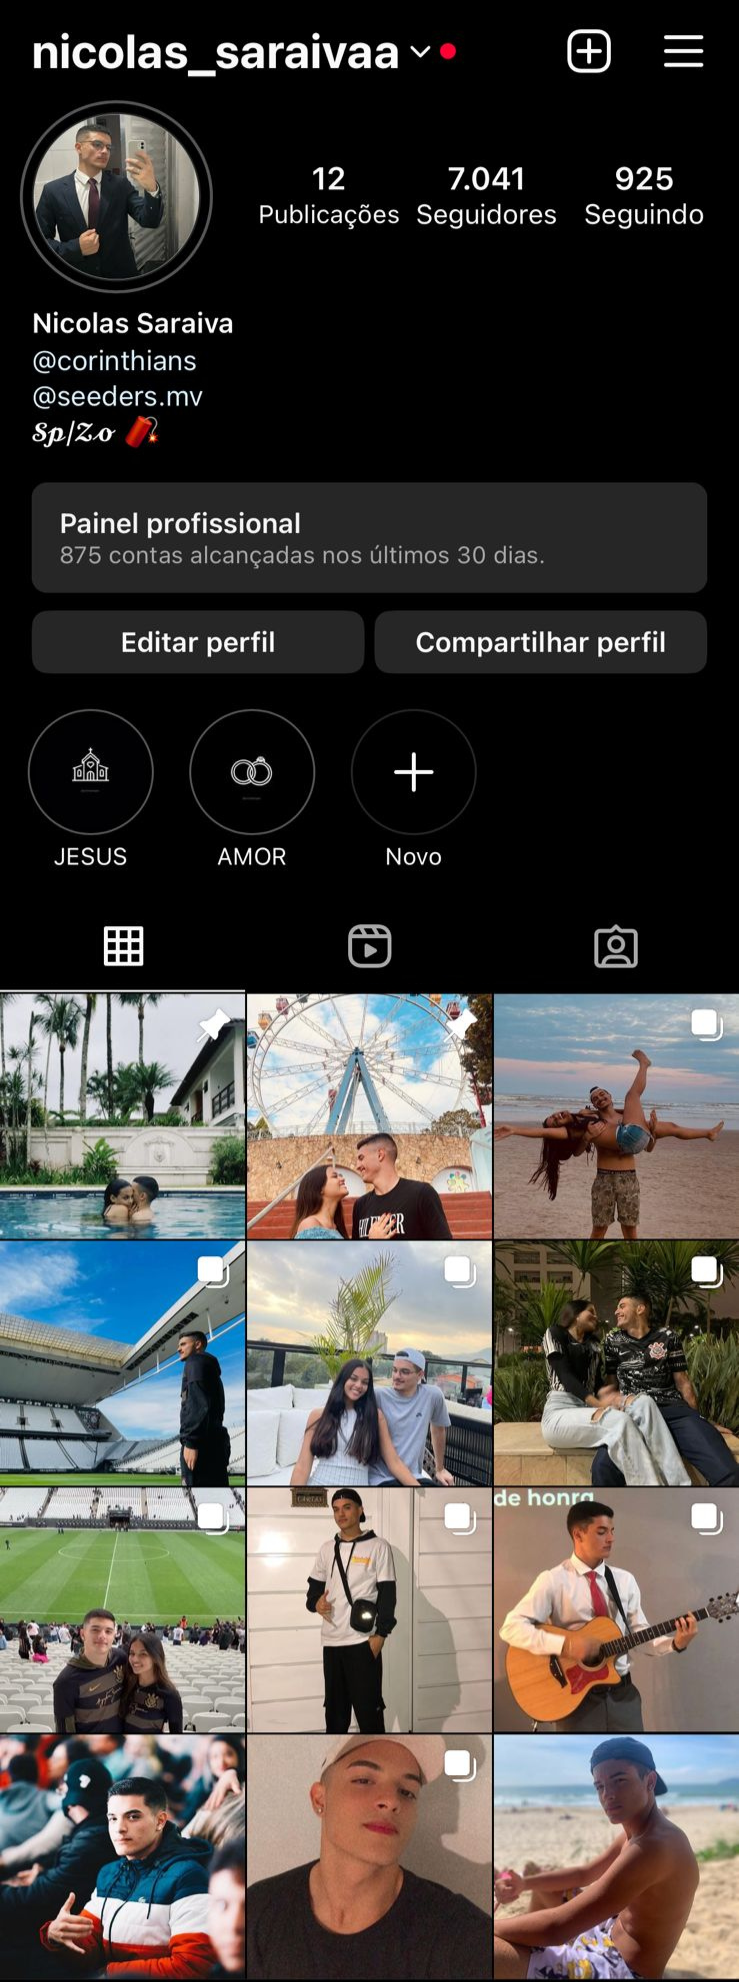 nicolas_saraivaa
12 7.041 925
Publicações Seguidores Seguindo
Nicolas Saraiva
@corinthians
@seeders.mv
𝓢𝓹/𝓩𝓸 🧨
Painel profissional
875 contas alcançadas nos últimos 30 dias.
Editar perfil Compartilhar perfil
JESUS AMOR Novo
de honra